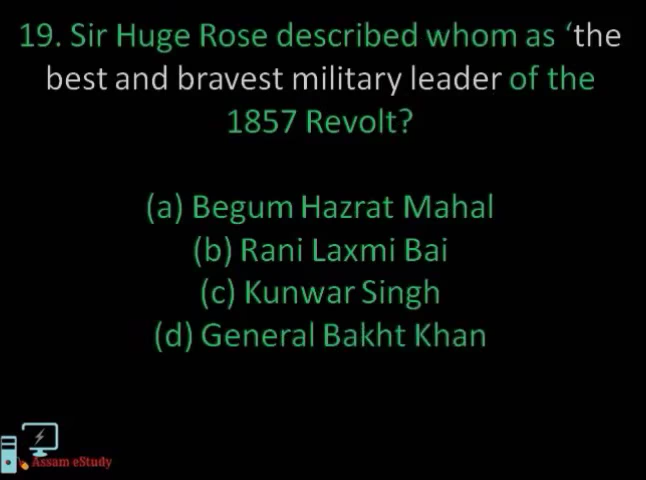 19. Sir Huge Rose described whom as ‘the
best and bravest military leader of the
1857 Revolt?
(a) Begum Hazrat Mahal
(b) Rani Laxmi Bai
(c) Kunwar Singh
(d) General Bakht Khan
Assam eStudy